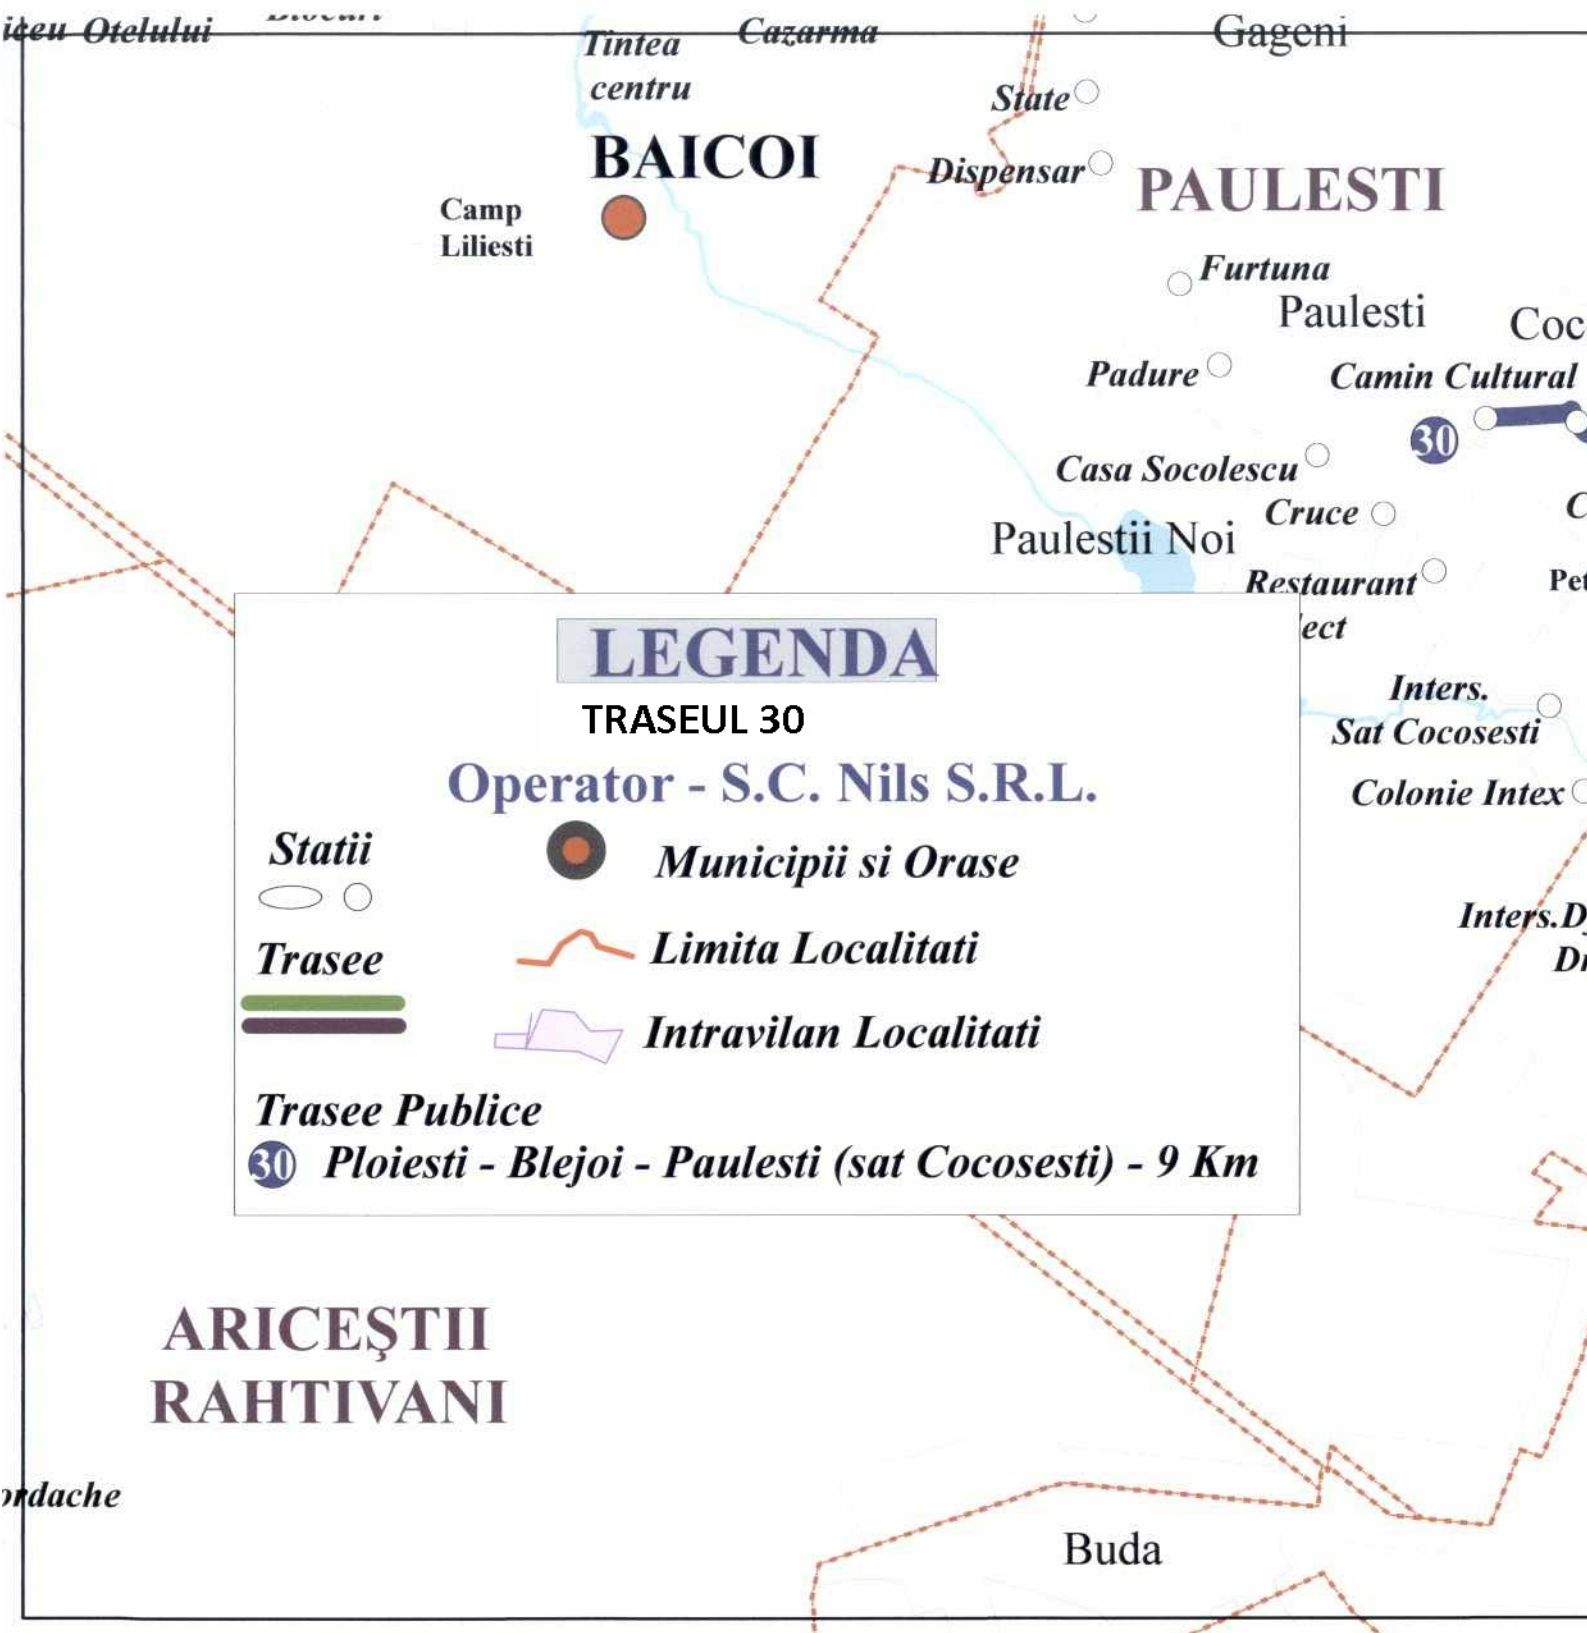 Otelului
Tintea
centru
Cazarma
Gageni
State
BAICOI
Dispensar
PAULESTI
Camp
Liliesti
Furtuna
Paulesti
Padure
Camin Cultural
30
Casa Socolescu
Cruce
Paulestii Noi
Restaurant
LEGENDA
TRASEUL 30
Inters.
Sat Cocosesti
Operator - S.C. Nils S.R.L.
Colonie Intex
Statii
Municipii si Orase
Inters.
Trasee
Limita Localitati
Intravilan Localitati
Trasee Publice
30 Ploiesti - Blejoi - Paulesti (sat Cocosesti) - 9 Km
ARICEŞTII
RAHTIVANI
Buda